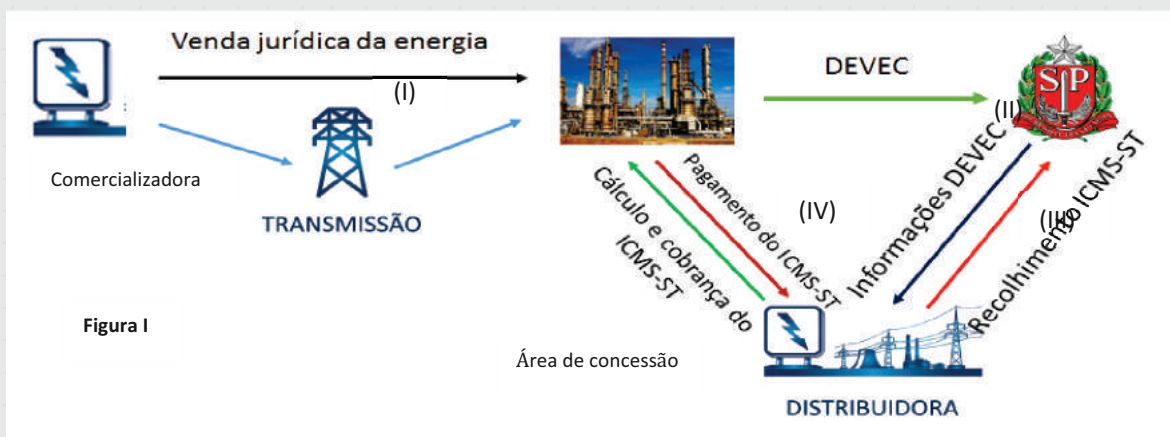 Venda jurídica da energia
(I)
DEVEC
SP
(II)
Comercializadora
TRANSMISSÃO
Pagamento do ICMS-ST
Cálculo e cobrança do
ICMS-ST
(IV)
Informações DEVEC
(III)
Recolhimento ICMS-ST
Figura I
Área de concessão
DISTRIBUIDORA